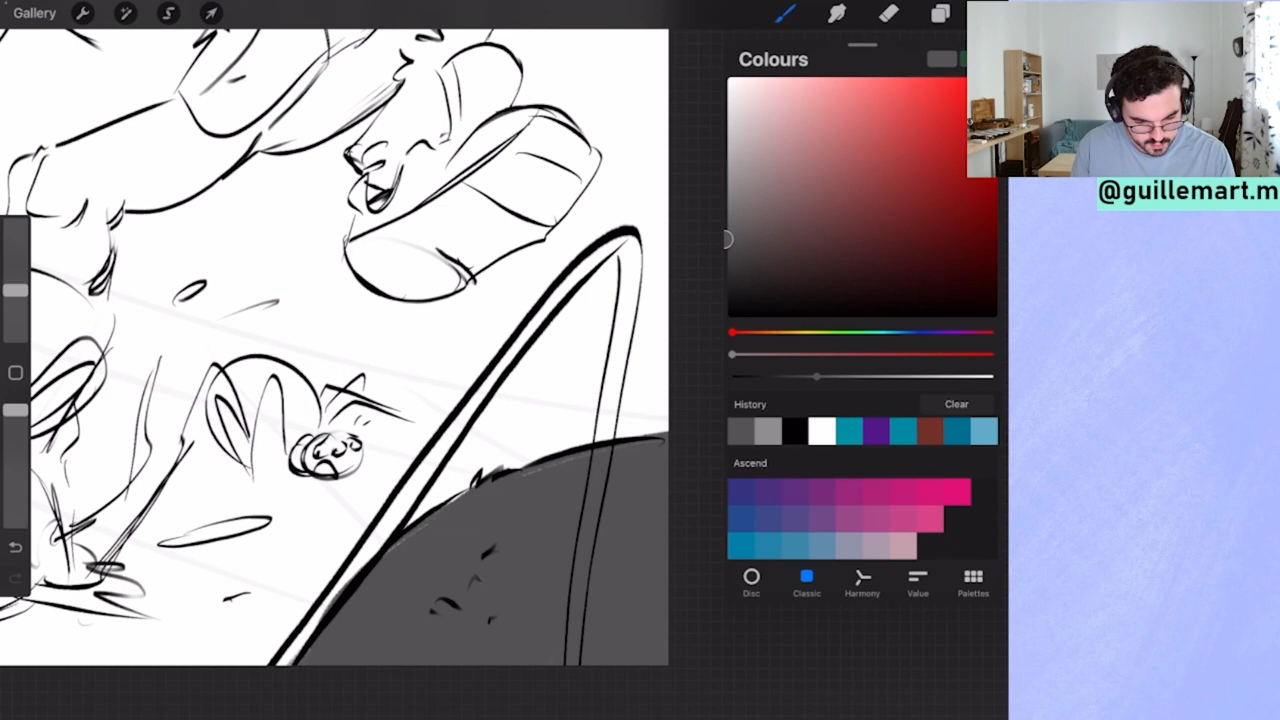 Gallery
Colours
@guillemart.m
History
Clear
Ascend
Disc
Classic
Harmony
Value
Palettes